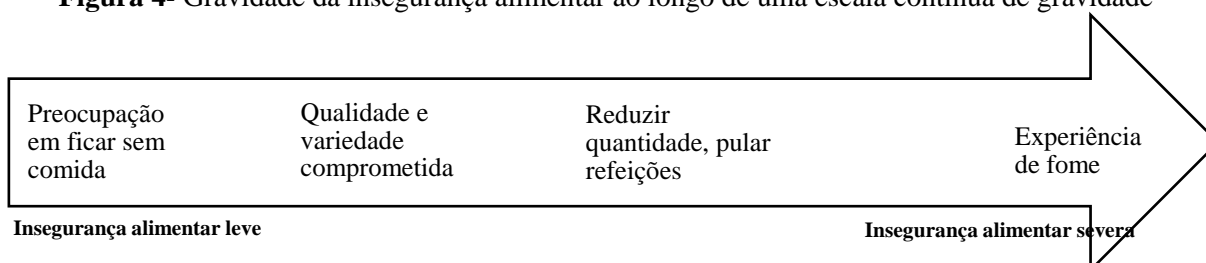 Figura 4- Gravidade da insegurança alimentar ao longo de uma escala contínua de gravidade
Preocupação
em ficar sem
comida
Qualidade e
variedade
comprometida
Reduzir
quantidade, pular
refeições
Experiência
de fome
Insegurança alimentar leve
Insegurança alimentar severa